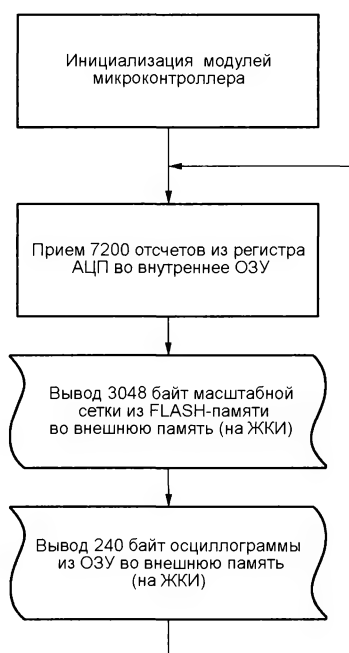 Инициализация модулей
микроконтроллера
Прием 7200 отсчетов из регистра
АЦП во внутреннее ОЗУ
Вывод 3048 байт масштабной
сетки из FLASH-памяти
во внешнюю память (на ЖКИ)
Вывод 240 байт осциллограммы
из ОЗУ во внешнюю память
(на ЖКИ)